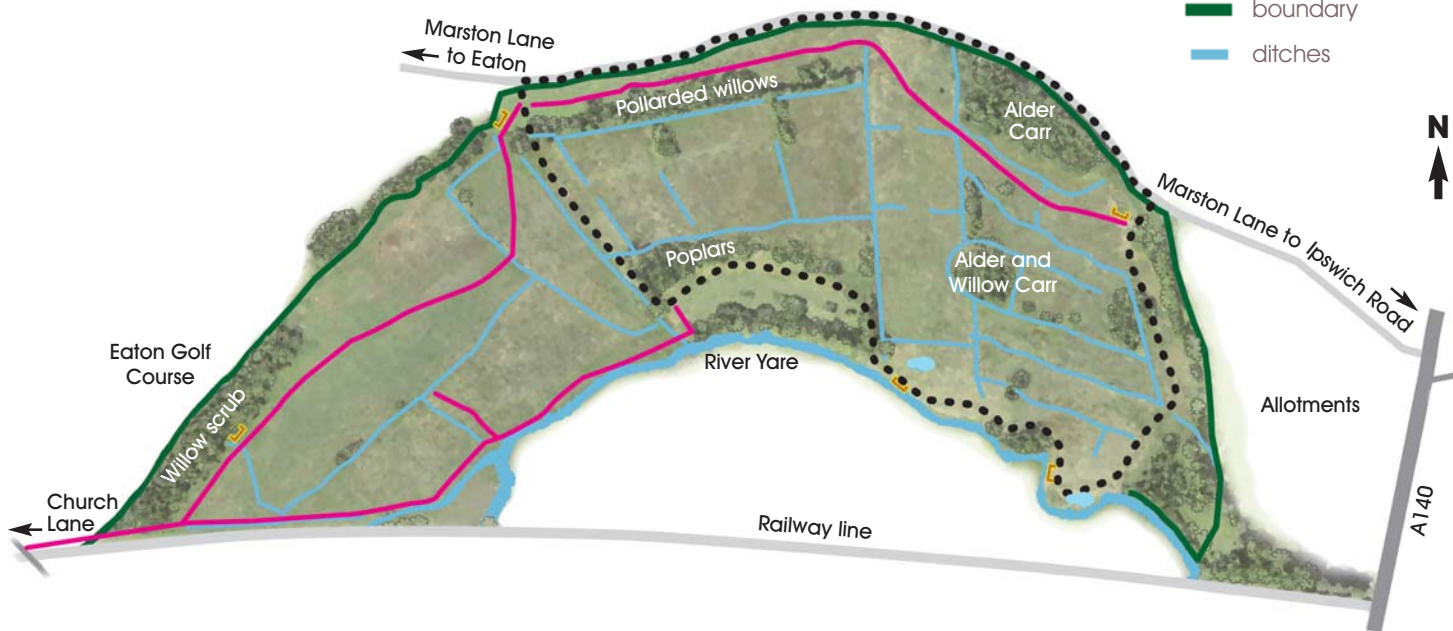 boundary
ditches
Marston Lane
to Eaton
Pollarded willows
Alder
Carr
N
Marston Lane to Ipswich Road
Poplars
Alder and
Willow Carr
Eaton Golf
Course
River Yare
Willow scrub
Allotments
Church
Lane
Railway line
A140